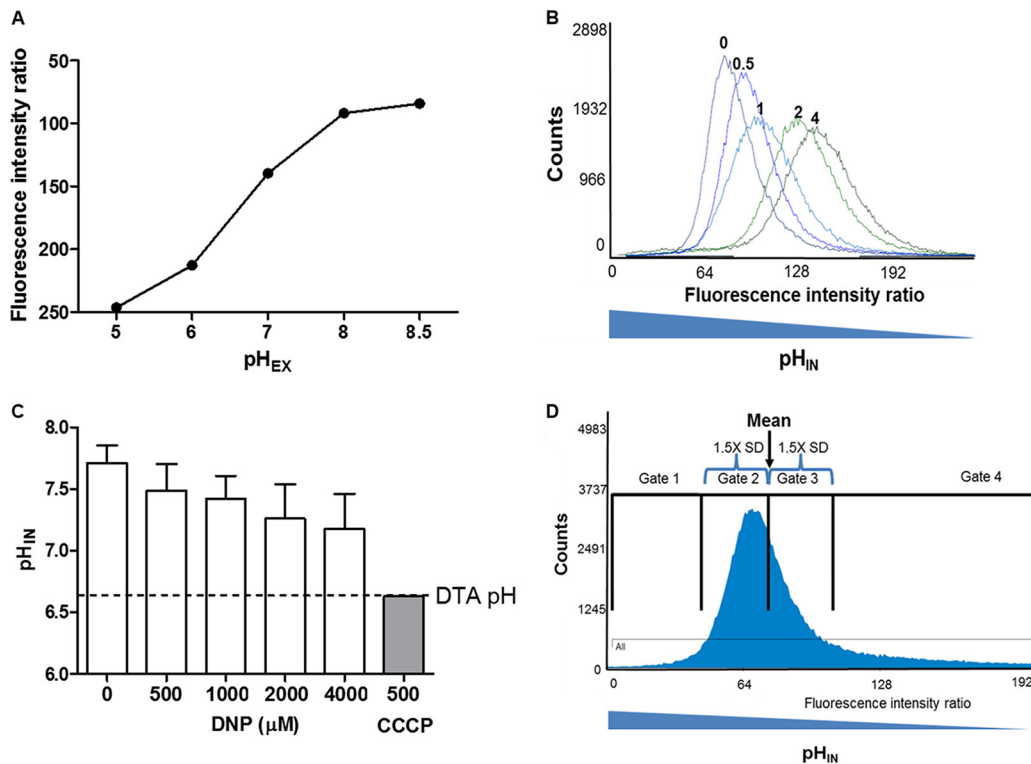 A
Fluorescence intensity ratio
50
100
150
200
250
5 6 7 8 8.5
pH_EX
B
2898
1932
966
0
Counts
0
0.5
1
2 4
0 64 128 192
Fluorescence intensity ratio
pH_IN
C
pH_IN
8.0
7.5
7.0
6.5
6.0
DTA pH
0 500 1000 2000 4000 500
DNP (μM) CCCP
D
4983
3737
2491
1245
0
Counts
Mean
1.5X SD 1.5X SD
Gate 1 Gate 2 Gate 3 Gate 4
All
0 64 128 192
Fluorescence intensity ratio
pH_IN